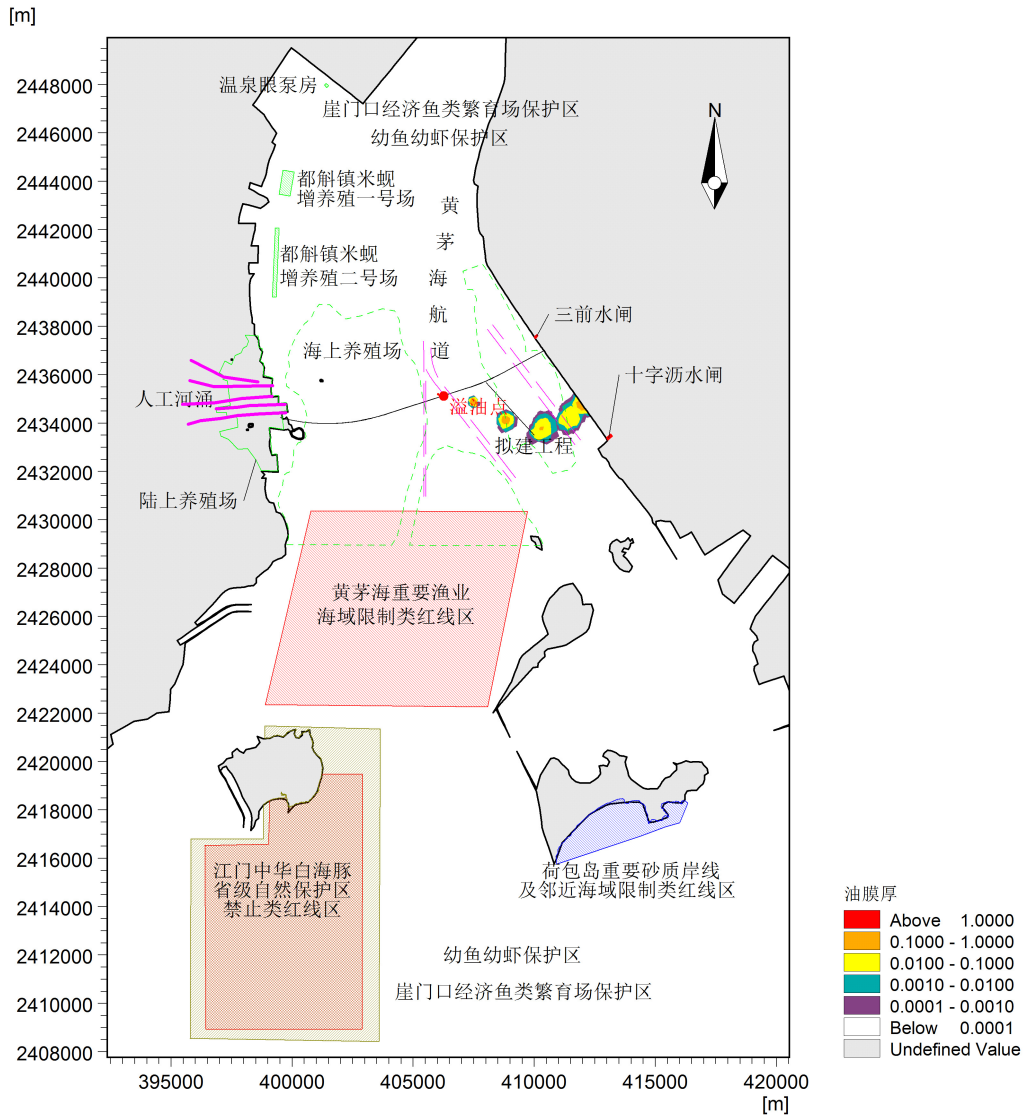 [m]
2448000
2446000
2444000
2442000
2440000
2438000
2436000
2434000
2432000
2430000
2428000
2426000
2424000
2422000
2420000
2418000
2416000
2414000
2412000
2410000
2408000
温泉眼泵房
崖门口经济鱼类繁育场保护区
幼鱼幼虾保护区
N
都斛镇米蚬
增养殖一号场
黄
茅
海
航
道
都斛镇米蚬
增养殖二号场
三前水闸
海上养殖场
十字沥水闸
人工河涌
溢油点
拟建工程
陆上养殖场
黄茅海重要渔业
海域限制类红线区
江门中华白海豚
省级自然保护区
禁止类红线区
荷包岛重要砂质岸线
及邻近海域限制类红线区
幼鱼幼虾保护区
崖门口经济鱼类繁育场保护区
油膜厚
Above 1.0000
0.1000 - 1.0000
0.0100 - 0.1000
0.0010 - 0.0100
0.0001 - 0.0010
Below 0.0001
Undefined Value
395000 400000 405000 410000 415000 420000
[m]